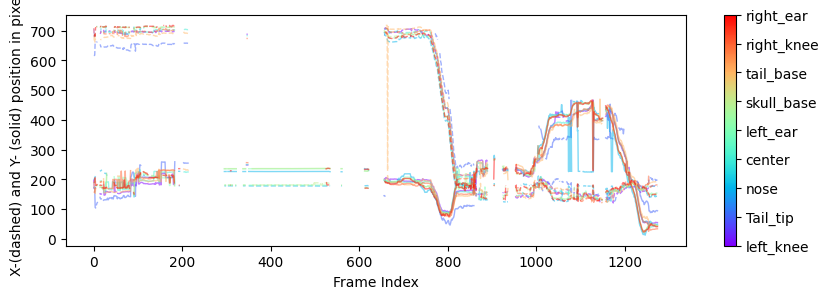 X-(dashed) and Y- (solid) position in pixe
700
600
500
400
300
200
100
0
0 200 400 600 800 1000 1200
Frame Index
right_ear
right_knee
tail_base
skull_base
left_ear
center
nose
Tail_tip
left_knee